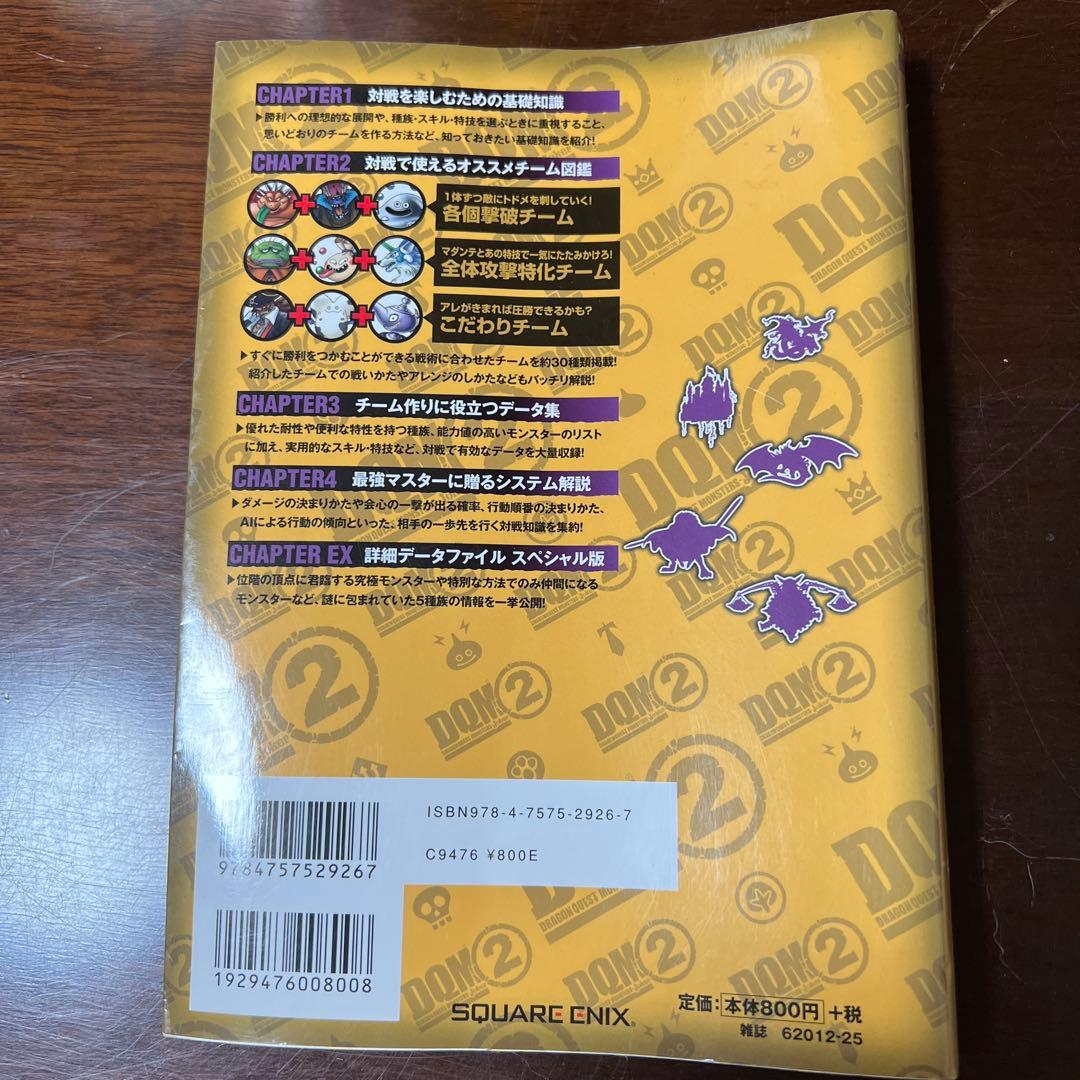 CHAPTER1 対戦を楽しむための基礎知識
▶勝利への理想的な展開や、種族・スキル・特技を選ぶときに重視すること、
思いどおりのチームを作る方法など、知っておきたい基礎知識を紹介!
CHAPTER2 対戦で使えるオススメチーム図鑑
1体ずつ敵にトドメを刺していく!
各個撃破チーム
マダンテとあの特技で一気にたたみかけろ!
全体攻撃特化チーム
アレがきまれば圧勝できるかも?
こだわりチーム
▶すぐに勝利をつかむことができる戦術に合わせたチームを約30種類掲載!
紹介したチームでの戦いかたやアレンジのしかたなどもバッチリ解説!
CHAPTER3 チーム作りに役立つデータ集
▶優れた耐性や便利な特性を持つ種族、能力値の高いモンスターのリスト
に加え、実用的なスキル・特技など、対戦で有効なデータを大量収録!
CHAPTER4 最強マスターに贈るシステム解説
▶ダメージの決まりかたや会心の一撃が出る確率、行動順番の決まりかた、
AIによる行動の傾向といった、相手の一歩先を行く対戦知識を集約!
CHAPTER EX 詳細データファイル スペシャル版
▶位階の頂点に君臨する究極モンスターや特別な方法でのみ仲間になる
モンスターなど、謎に包まれていた5種族の情報を一挙公開!
DQM2
DQM2
DQM2
DQM2
DQM2
DRAGON QUEST MONSTERS
ISBN978-4-7575-2926-7
C9476 ¥800E
9784757529267
1929476008008
SQUARE ENIX
定価:本体800円+税
雑誌 62012-25